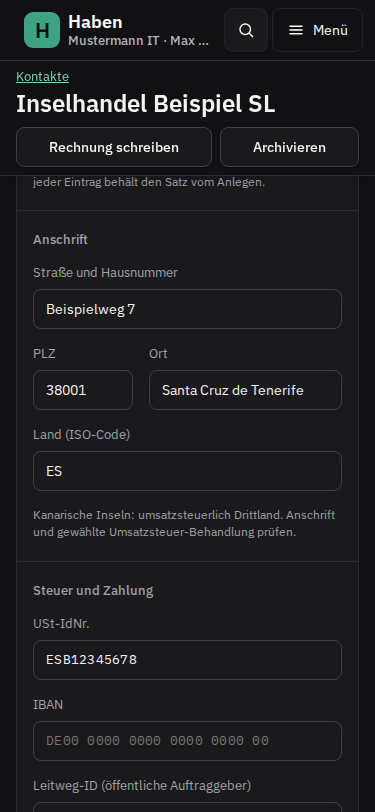 H
Haben
Mustermann IT · Max ...
Menü
Kontakte
Inselhandel Beispiel SL
Rechnung schreiben
Archivieren
jeder Eintrag behält den Satz vom Anlegen.
Anschrift
Straße und Hausnummer
Beispielweg 7
PLZ
Ort
38001
Santa Cruz de Tenerife
Land (ISO-Code)
ES
Kanarische Inseln: umsatzsteuerlich Drittland. Anschrift
und gewählte Umsatzsteuer-Behandlung prüfen.
Steuer und Zahlung
USt-IdNr.
ESB12345678
IBAN
DE00 0000 0000 0000 0000 00
Leitweg-ID (öffentliche Auftraggeber)